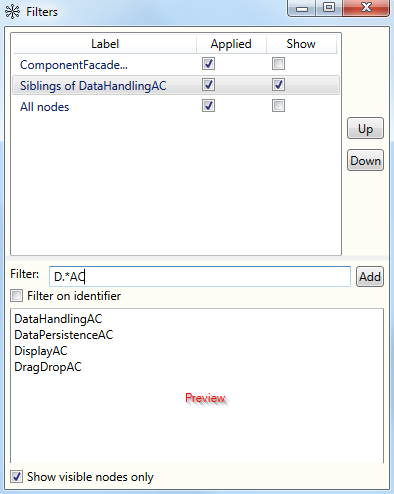 Filters
Label Applied Show
ComponentFacade...
Siblings of DataHandlingAC
All nodes
Up
Down
Filter: D.*AC Add
Filter on identifier
DataHandlingAC
DataPersistenceAC
DisplayAC
DragDropAC
Preview
Show visible nodes only